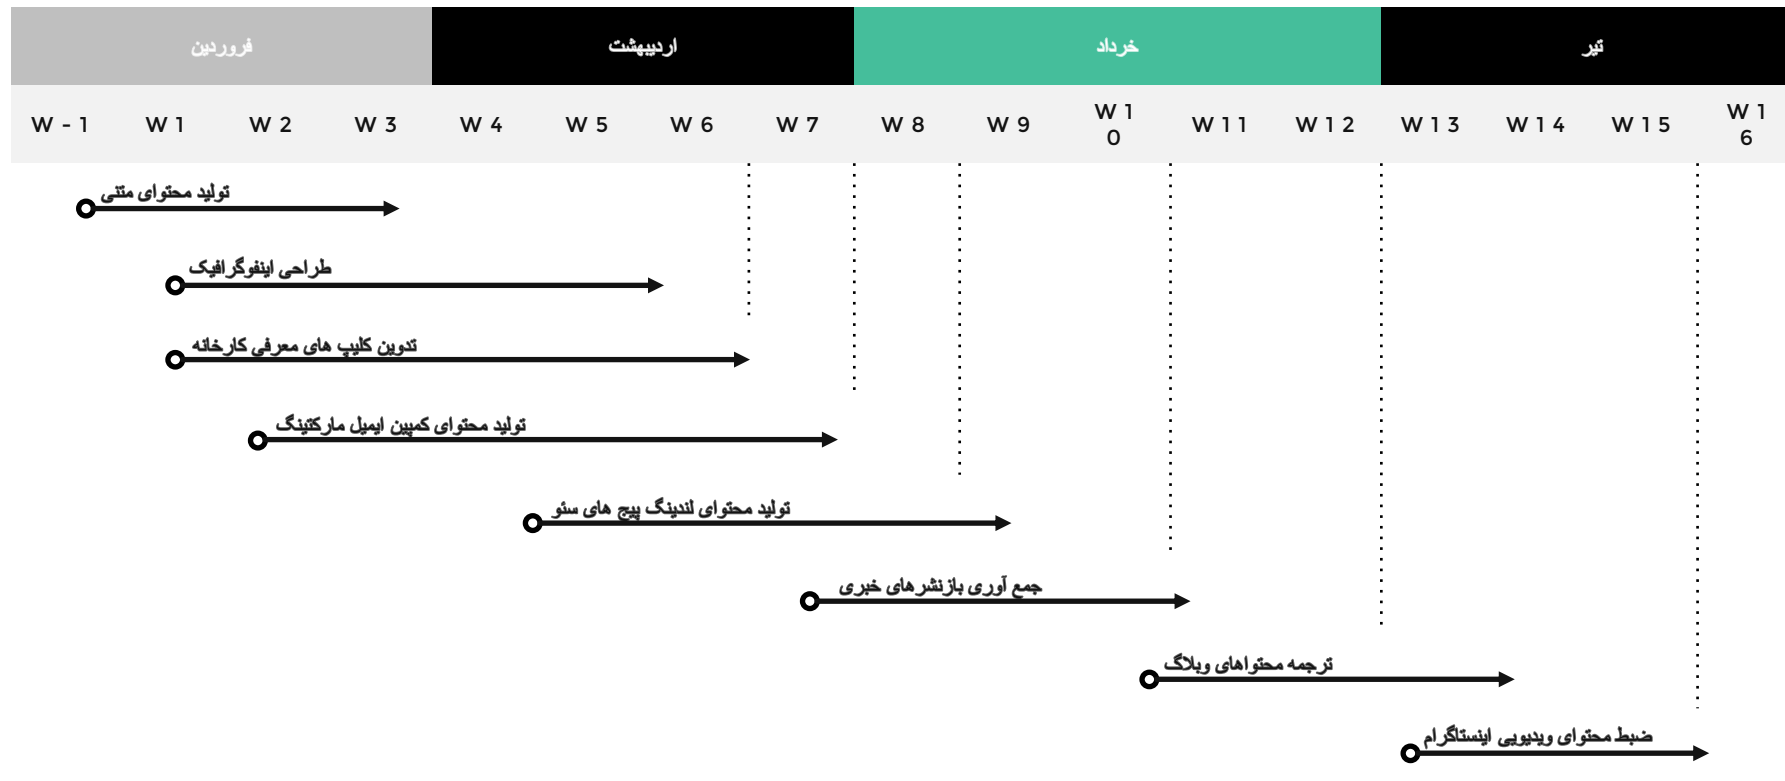 فروردین
اردیبهشت
خرداد
تیر
W - 1
W 1
W 2
W 3
W 4
W 5
W 6
W 7
W 8
W 9
W 1
0
W 1 1
W 1 2
W 1 3
W 1 4
W 1 5
W 1
6
تولید محتوای متنی
طراحی اینفوگرافیک
تدوین کلیپ های معرفی کارخانه
تولید محتوای کمپین ایمیل مارکتینگ
تولید محتوای لندینگ پیج های سئو
جمع آوری بازنشرهای خبری
ترجمه محتواهای وبلاگ
ضبط محتوای ویدیویی اینستاگرام